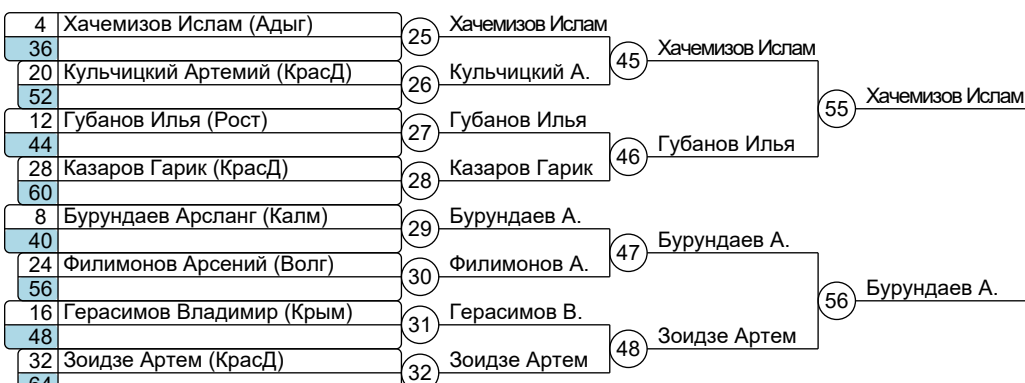 4 Хачемизов Ислам (Адыг) 25 Хачемизов Ислам
36
20 Кульчицкий Артемий (КрасД) 26 Кульчицкий А. 45 Хачемизов Ислам
52
12 Губанов Илья (Рост) 27 Губанов Илья 55 Хачемизов Ислам
44
28 Казаров Гарик (КрасД) 28 Казаров Гарик 46 Губанов Илья
60
8 Бурундаев Арсланг (Калм) 29 Бурундаев А.
40
24 Филимонов Арсений (Волг) 30 Филимонов А. 47 Бурундаев А.
56
16 Герасимов Владимир (Крым) 31 Герасимов В. 56 Бурундаев А.
48
32 Зоидзе Артем (КрасД) 32 Зоидзе Артем 48 Зоидзе Артем
64